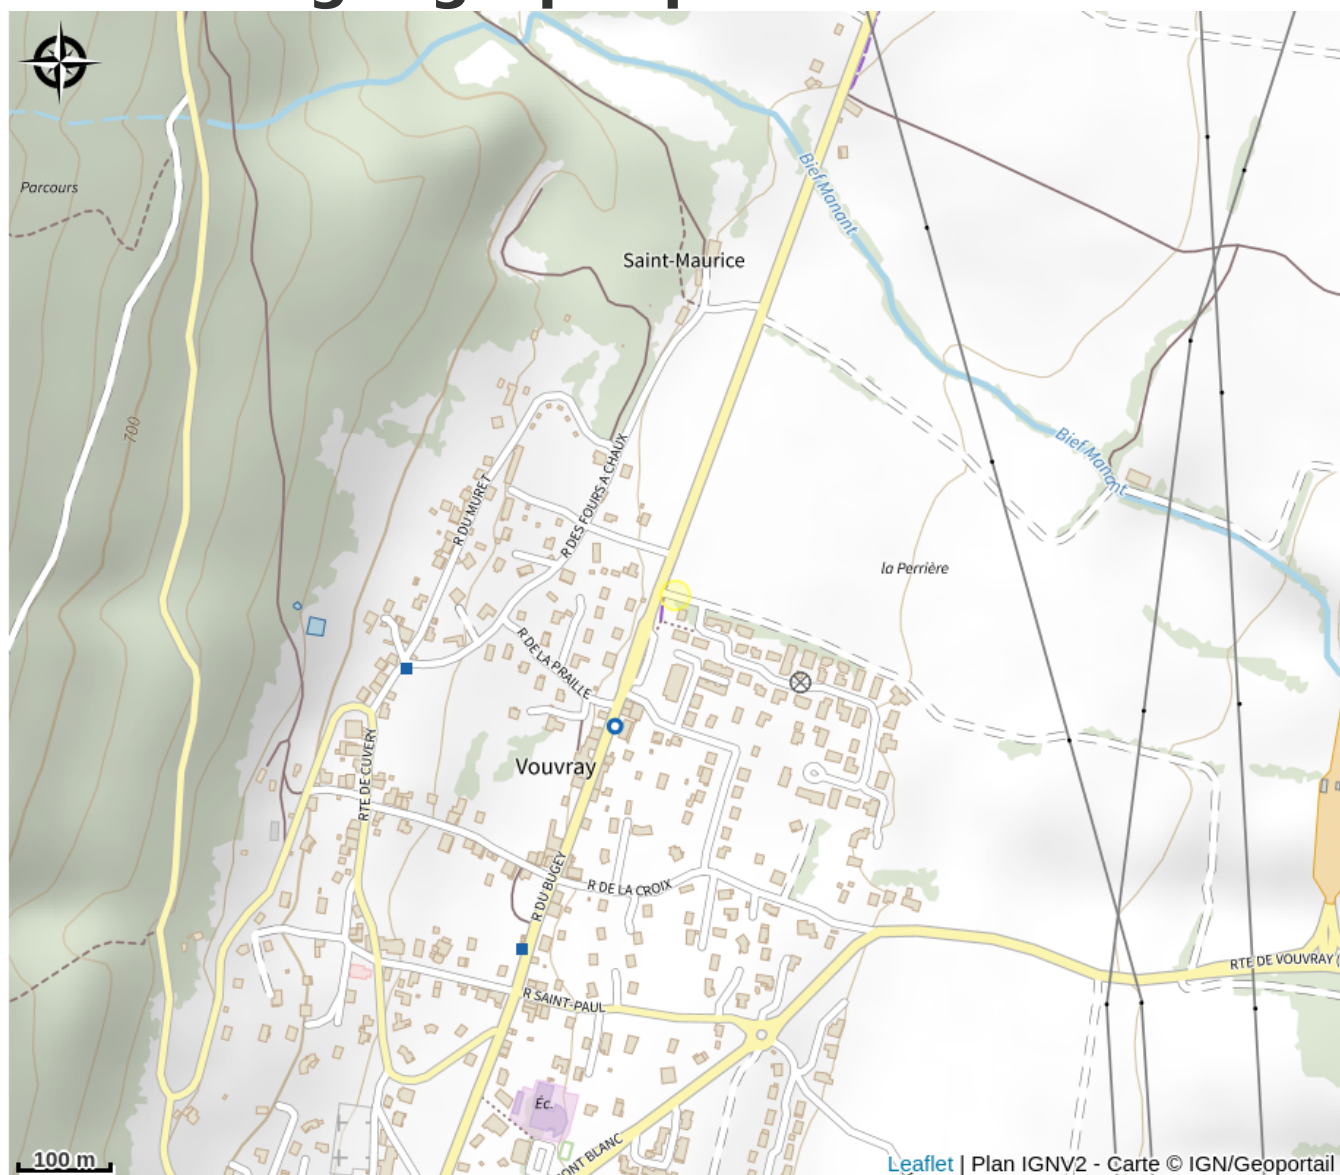 Parcours
Bief Manant
Saint-Maurice
700
Bief Manant
R DU MURET
R DES FOURS A CHAUX
la Perrière
R DE LA PRAILLE
Vouvray
RTE DE CUVERY
R DU BUGEY
R DE LA CROIX
RTE DE VOUVRAY (
R SAINT-PAUL
Éc.
ONT BLANC
100 m
Leaflet | Plan IGNV2 - Carte © IGN/Geoportail